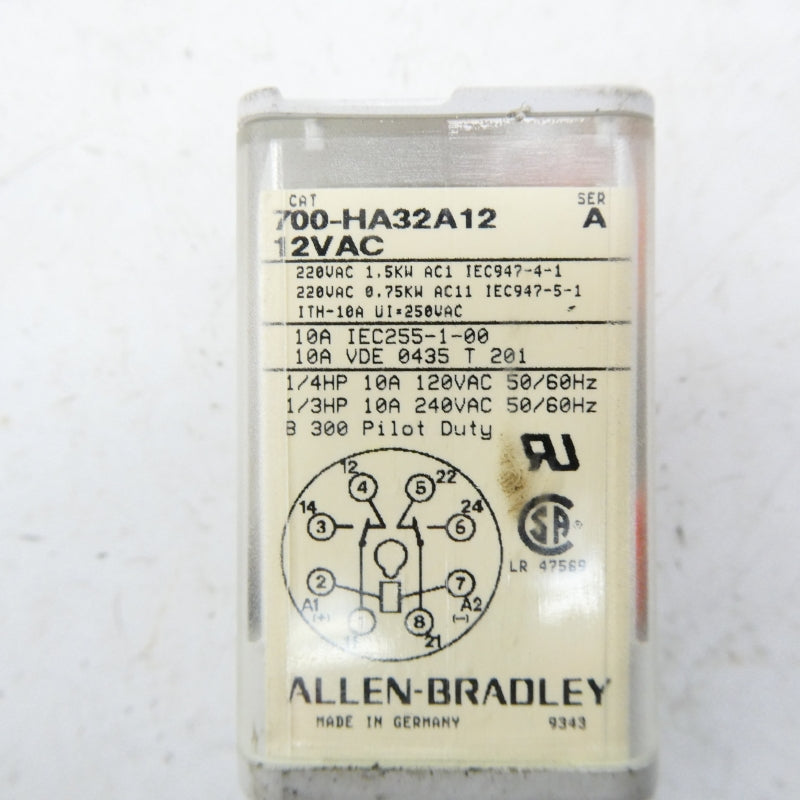 CAT SER
700-HA32A12 A
12VAC
220VAC 1,5KW AC1 IEC947-4-1
220VAC 0.75KW AC11 IEC947-5-1
ITH-10A UI=250VAC
10A IEC255-1-00
10A VDE 0435 T 201
1/4HP 10A 120VAC 50/60Hz
1/3HP 10A 240VAC 50/60Hz
B 300 Pilot Duty
12 22
4 5
14 24
3 6
2 7
A1 A2
(+) (-)
1 8
21
RU
SA ®
LR 47569
ALLEN-BRADLEY
MADE IN GERMANY 9343